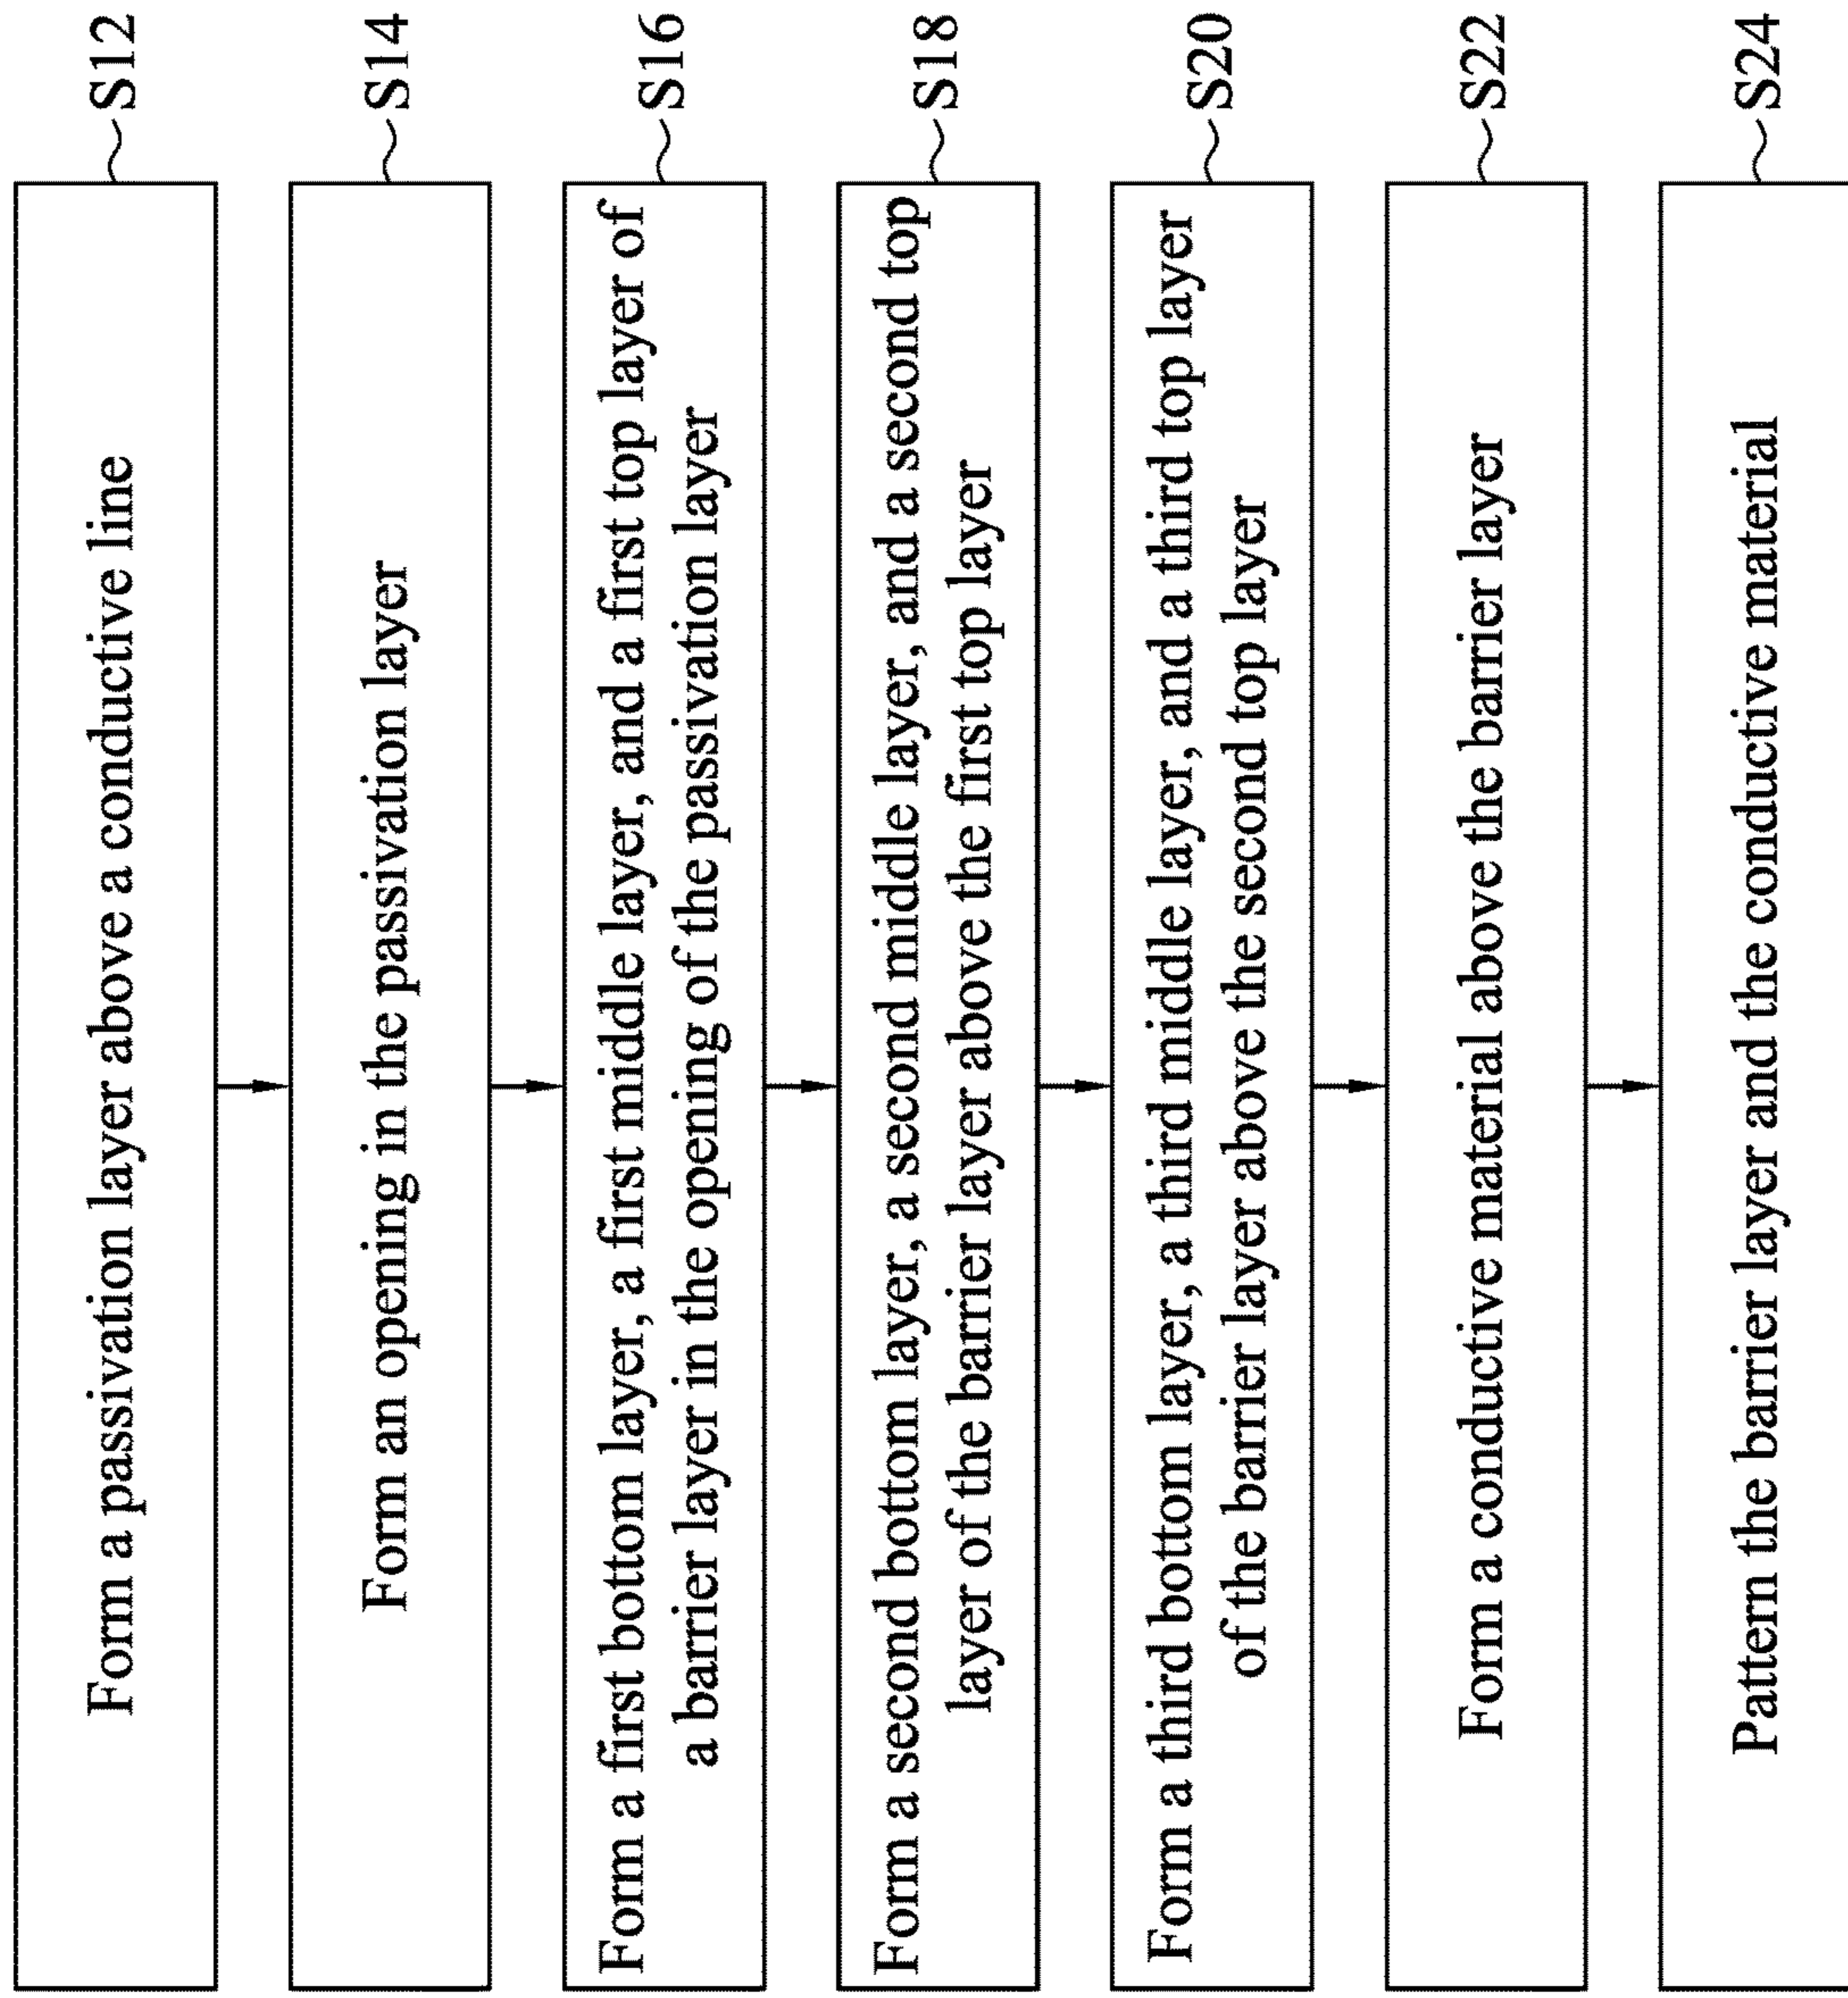 Form a passivation layer above a conductive line
S12
Form an opening in the passivation layer
S14
Form a first bottom layer, a first middle layer, and a first top layer of
a barrier layer in the opening of the passivation layer
S16
Form a second bottom layer, a second middle layer, and a second top
layer of the barrier layer above the first top layer
S18
Form a third bottom layer, a third middle layer, and a third top layer
of the barrier layer above the second top layer
S20
Form a conductive material above the barrier layer
S22
Pattern the barrier layer and the conductive material
S24